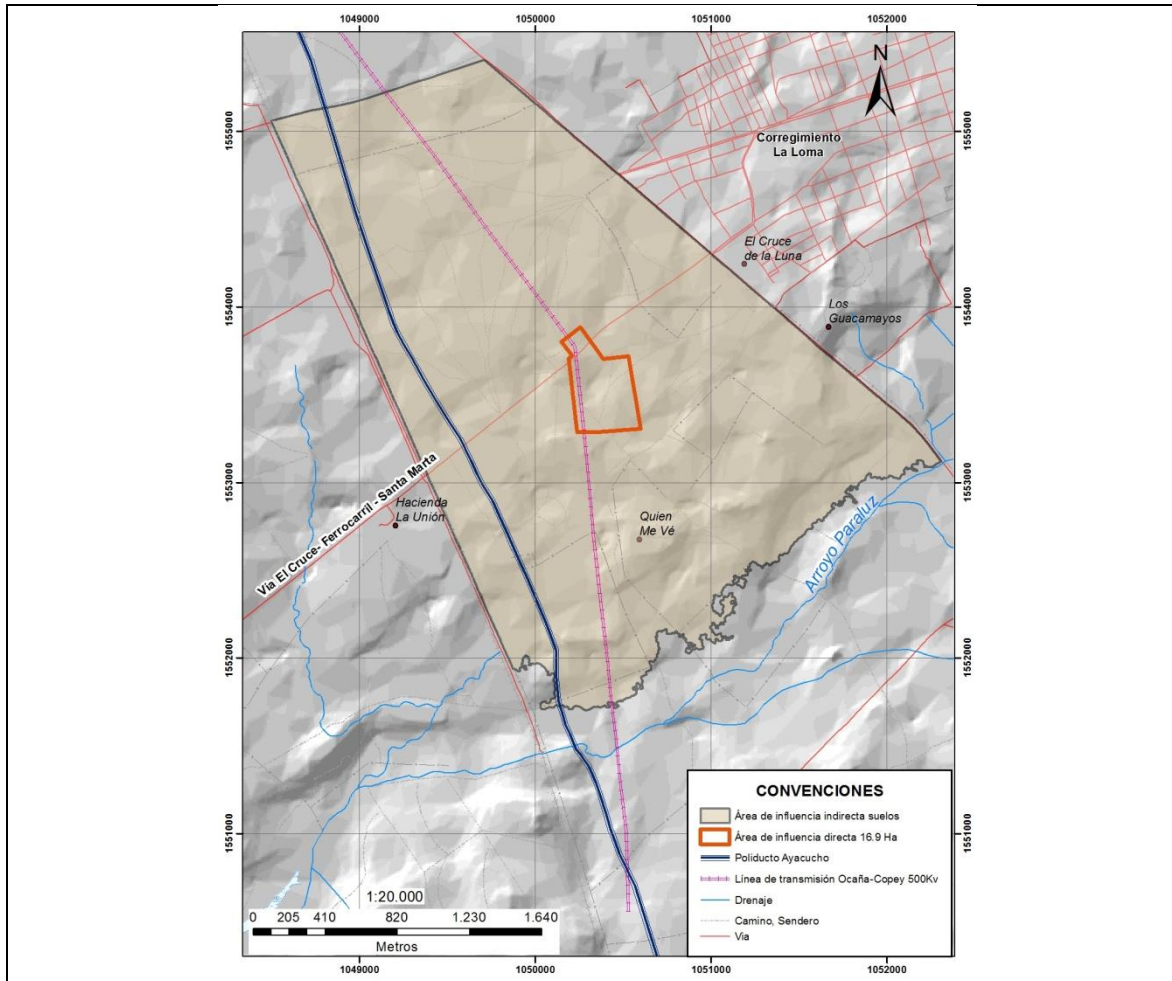 1049000 1050000 1051000 1052000
N
1555000 1555000
Corregimiento
La Loma
El Cruce
de la Luna
1554000 1554000
Los
Guacamayos
1553000 1553000
Vía El Cruce- Ferrocarril - Santa Marta
Hacienda
La Unión
Quien
Me Vé
Arroyo Paraluz
1552000 1552000
1551000 1551000
CONVENCIONES
Área de influencia indirecta suelos
Área de influencia directa 16.9 Ha
Poliducto Ayacucho
Línea de transmisión Ocaña-Copey 500Kv
Drenaje
Camino, Sendero
Via
1:20.000
0 205 410 820 1.230 1.640
Metros
1049000 1050000 1051000 1052000